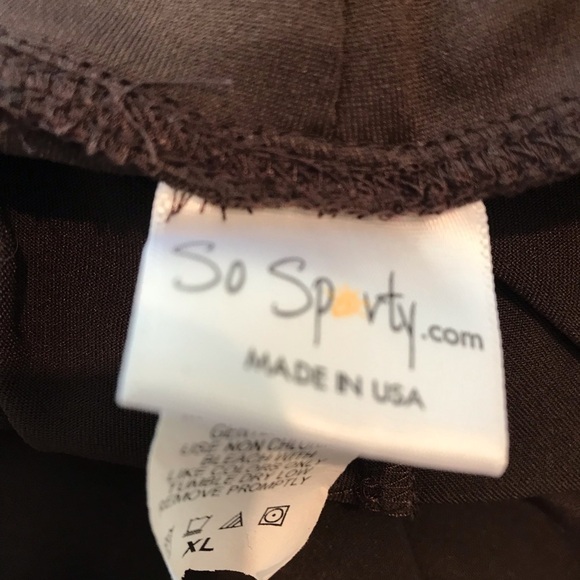 So Sporty.com
MADE IN USA
USE NON CHLO
BLEACH WITH
LIKE COLORS ONLY
TUMBLE DRY LOW
REMOVE PROMPTLY
XL